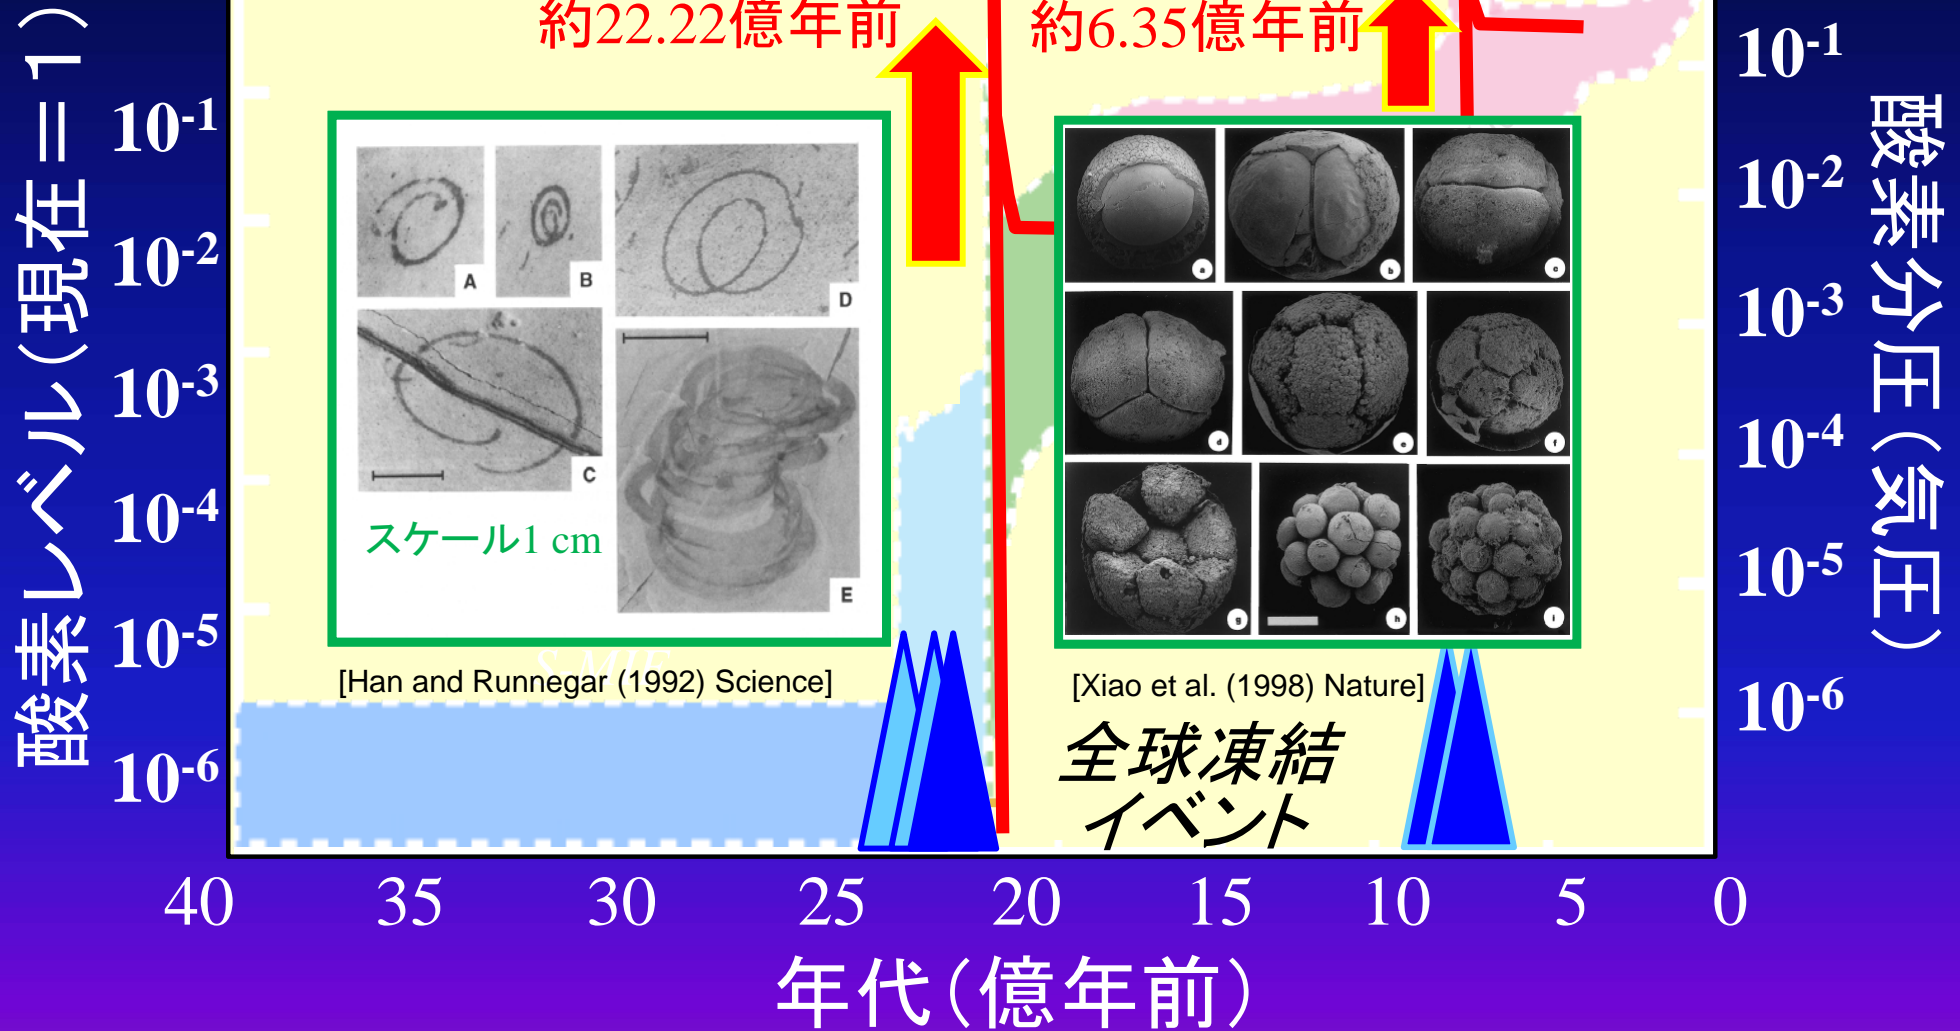 約22.22億年前
約6.35億年前
酸素レベル（現在＝１）
10-1
10-2
10-3
10-4
10-5
10-6
A
B
D
C
E
スケール1 cm
S-MIF
[Han and Runnegar (1992) Science]
a
b
c
d
e
f
g
h
i
[Xiao et al. (1998) Nature]
全球凍結
イベント
10-1
10-2
10-3
10-4
10-5
10-6
酸素分圧（気圧）
40
35
30
25
20
15
10
5
0
年代（億年前）